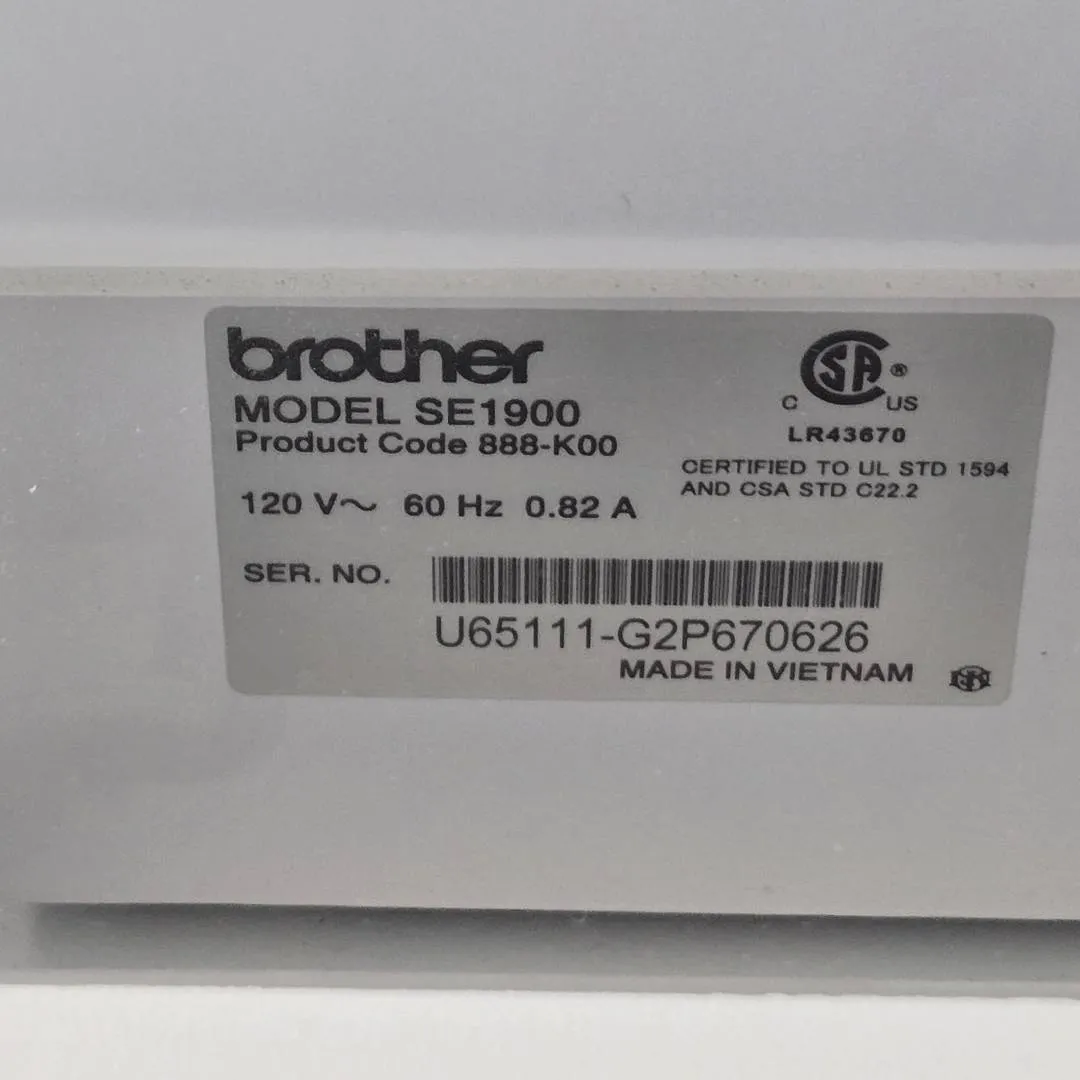 brother
MODEL SE1900
Product Code 888-K00
120 V～ 60 Hz 0.82 A
CSA®
C US
LR43670
CERTIFIED TO UL STD 1594
AND CSA STD C22.2
SER. NO.
U65111-G2P670626
MADE IN VIETNAM